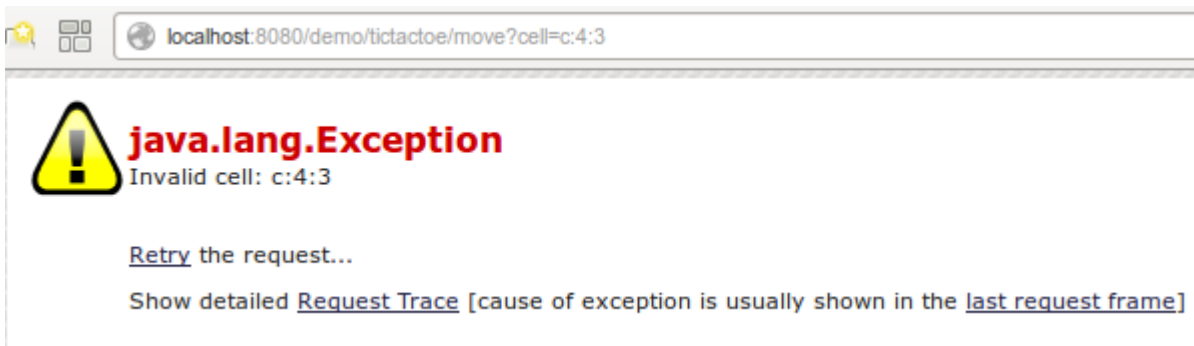 localhost:8080/demo/tictactoe/move?cell=c:4:3
java.lang.Exception
Invalid cell: c:4:3
Retry the request...
Show detailed Request Trace [cause of exception is usually shown in the last request frame]